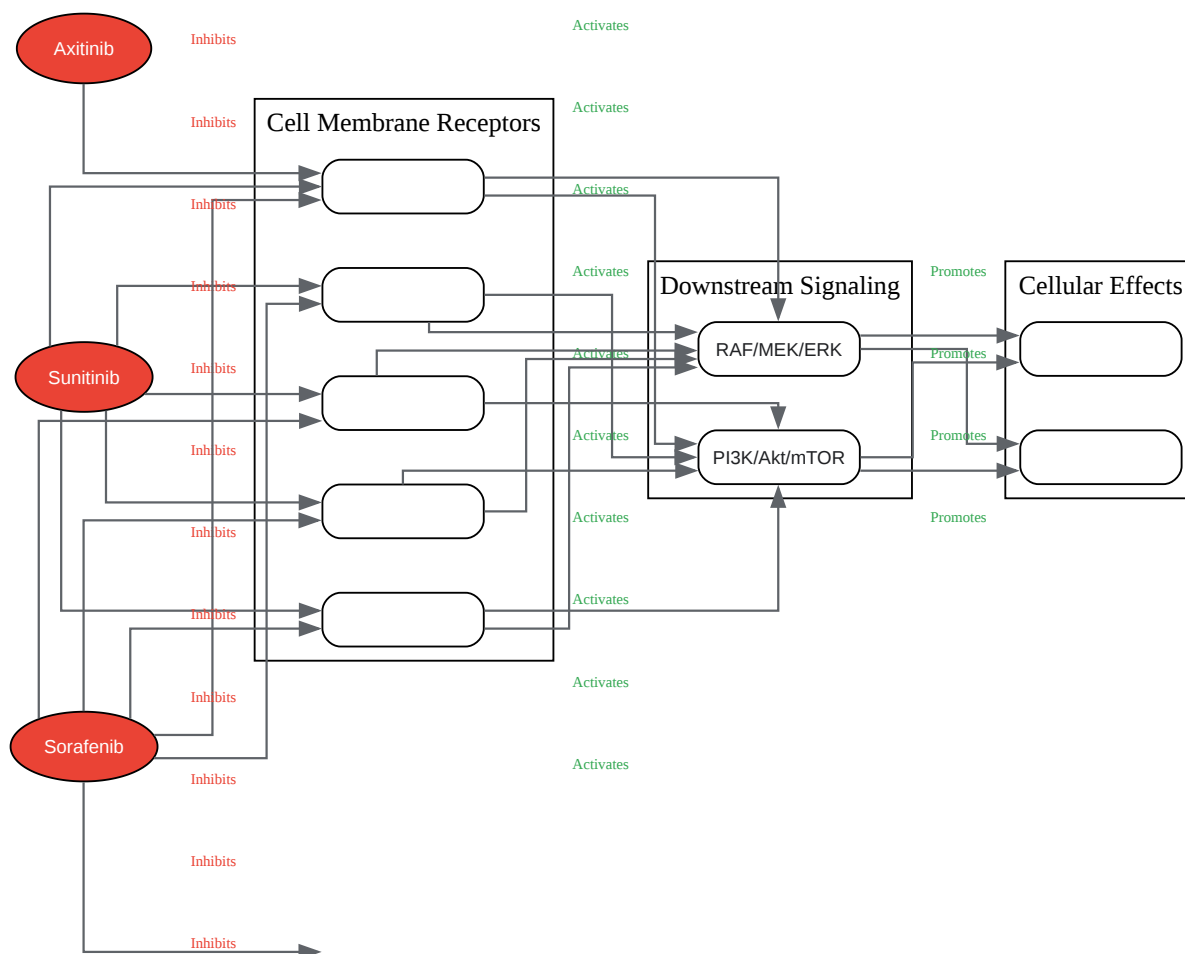 Axitinib
Sunitinib
Sorafenib
Inhibits
Inhibits
Inhibits
Inhibits
Inhibits
Inhibits
Inhibits
Inhibits
Inhibits
Inhibits
Inhibits
Inhibits
Cell Membrane Receptors
Activates
Activates
Activates
Activates
Activates
Activates
Activates
Activates
Activates
Activates
Downstream Signaling
RAF/MEK/ERK
PI3K/Akt/mTOR
Promotes
Promotes
Promotes
Promotes
Cellular Effects